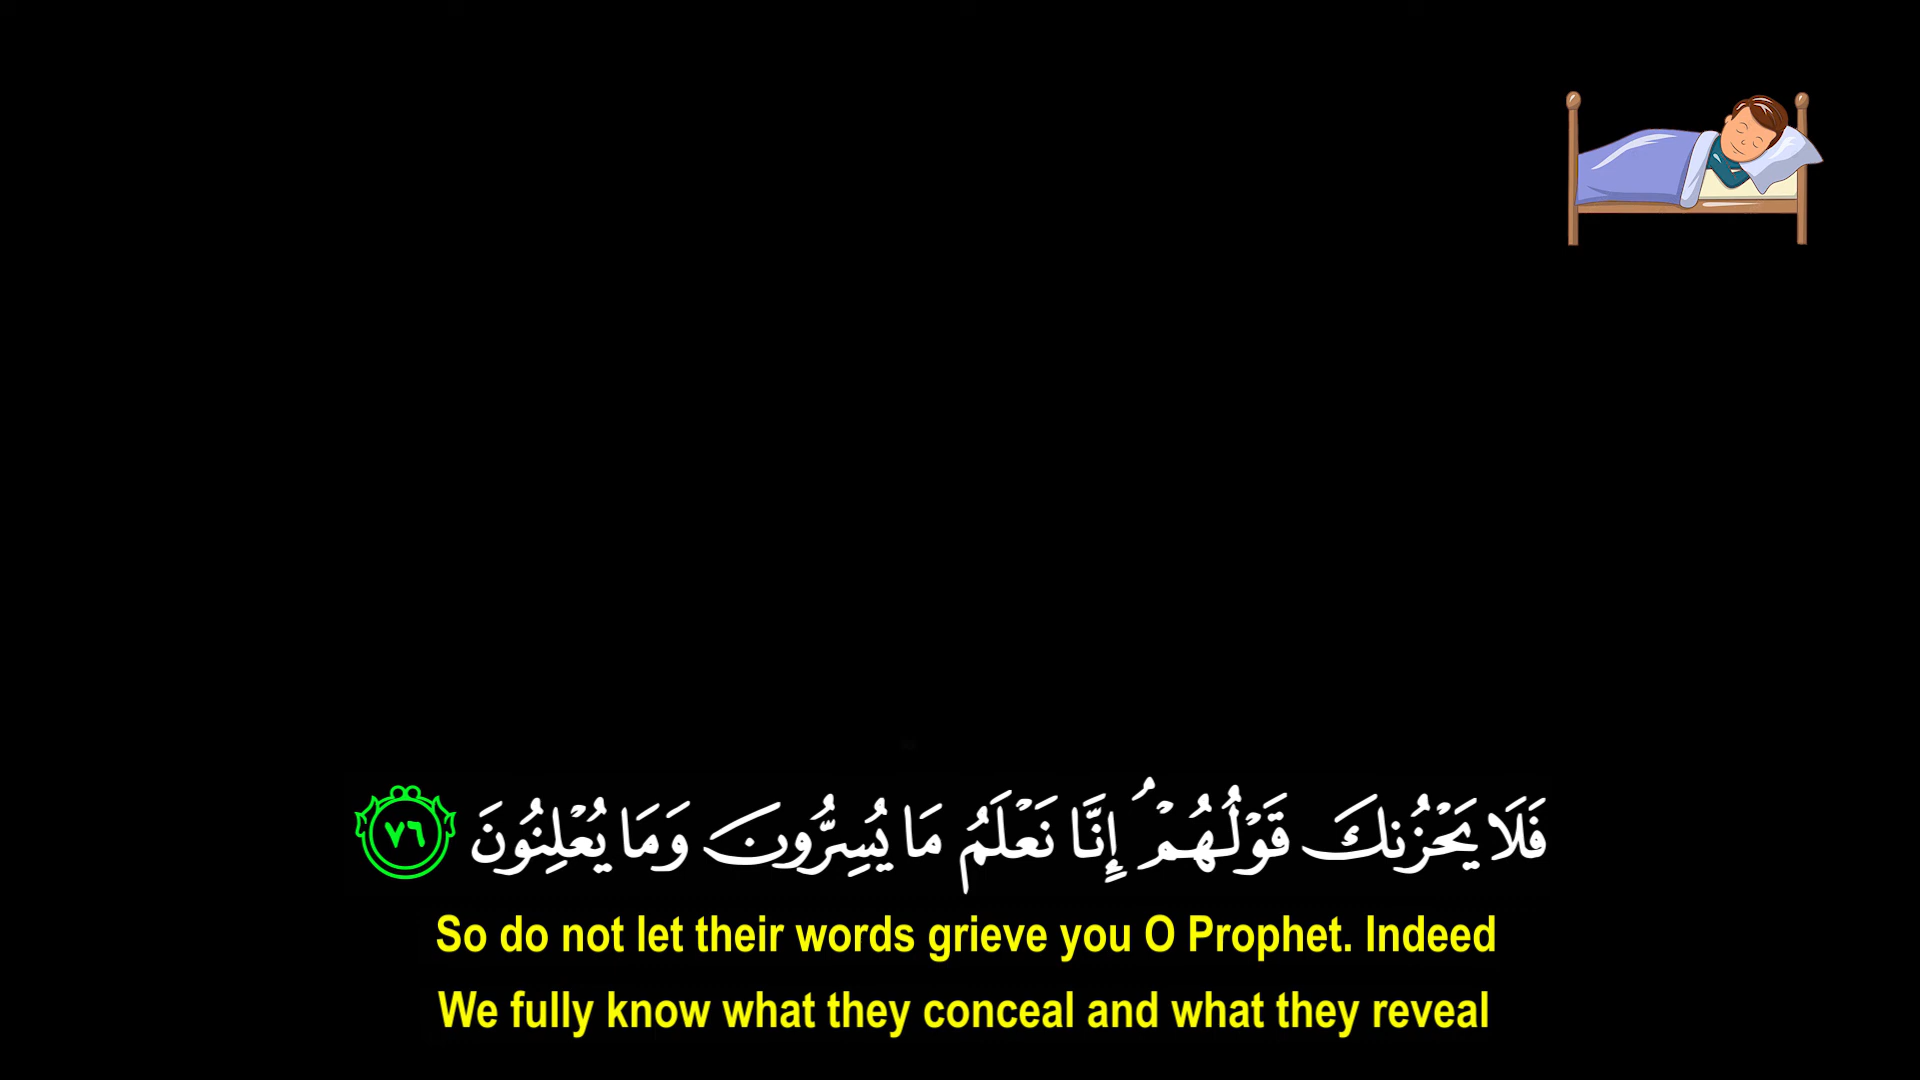 فَلَا يَحْزُنكَ قَوْلُهُمْ ۘ إِنَّا نَعْلَمُ مَا يُسِرُّونَ وَمَا يُعْلِنُونَ ٧٦
So do not let their words grieve you O Prophet. Indeed
We fully know what they conceal and what they reveal